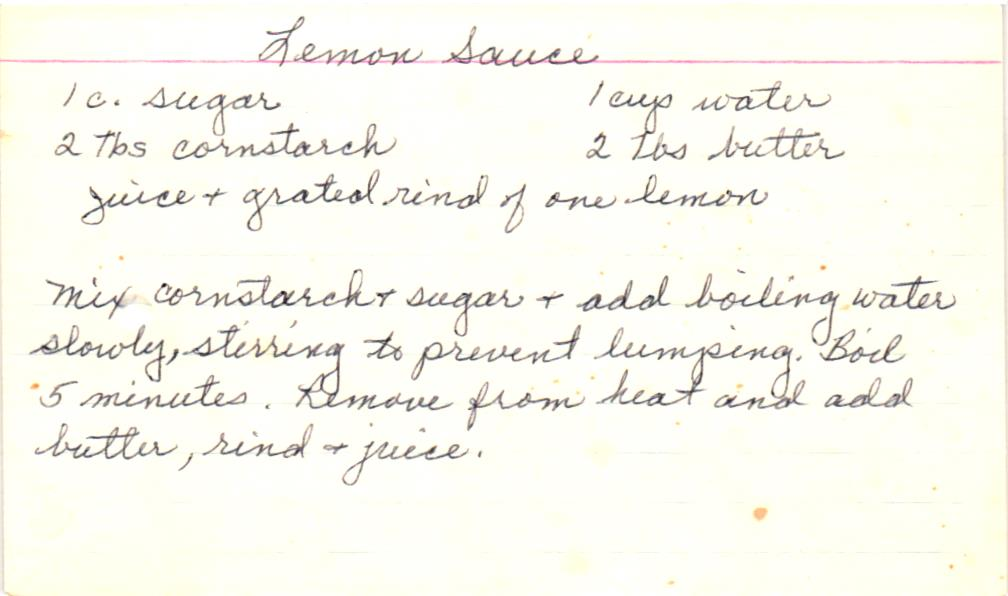 Lemon Sauce
1 c. sugar 1 cup water
2 Tbs cornstarch 2 Tbs butter
juice + grated rind of one lemon
Mix cornstarch + sugar + add boiling water
slowly, stirring to prevent lumping. Boil
5 minutes. Remove from heat and add
butter, rind + juice.